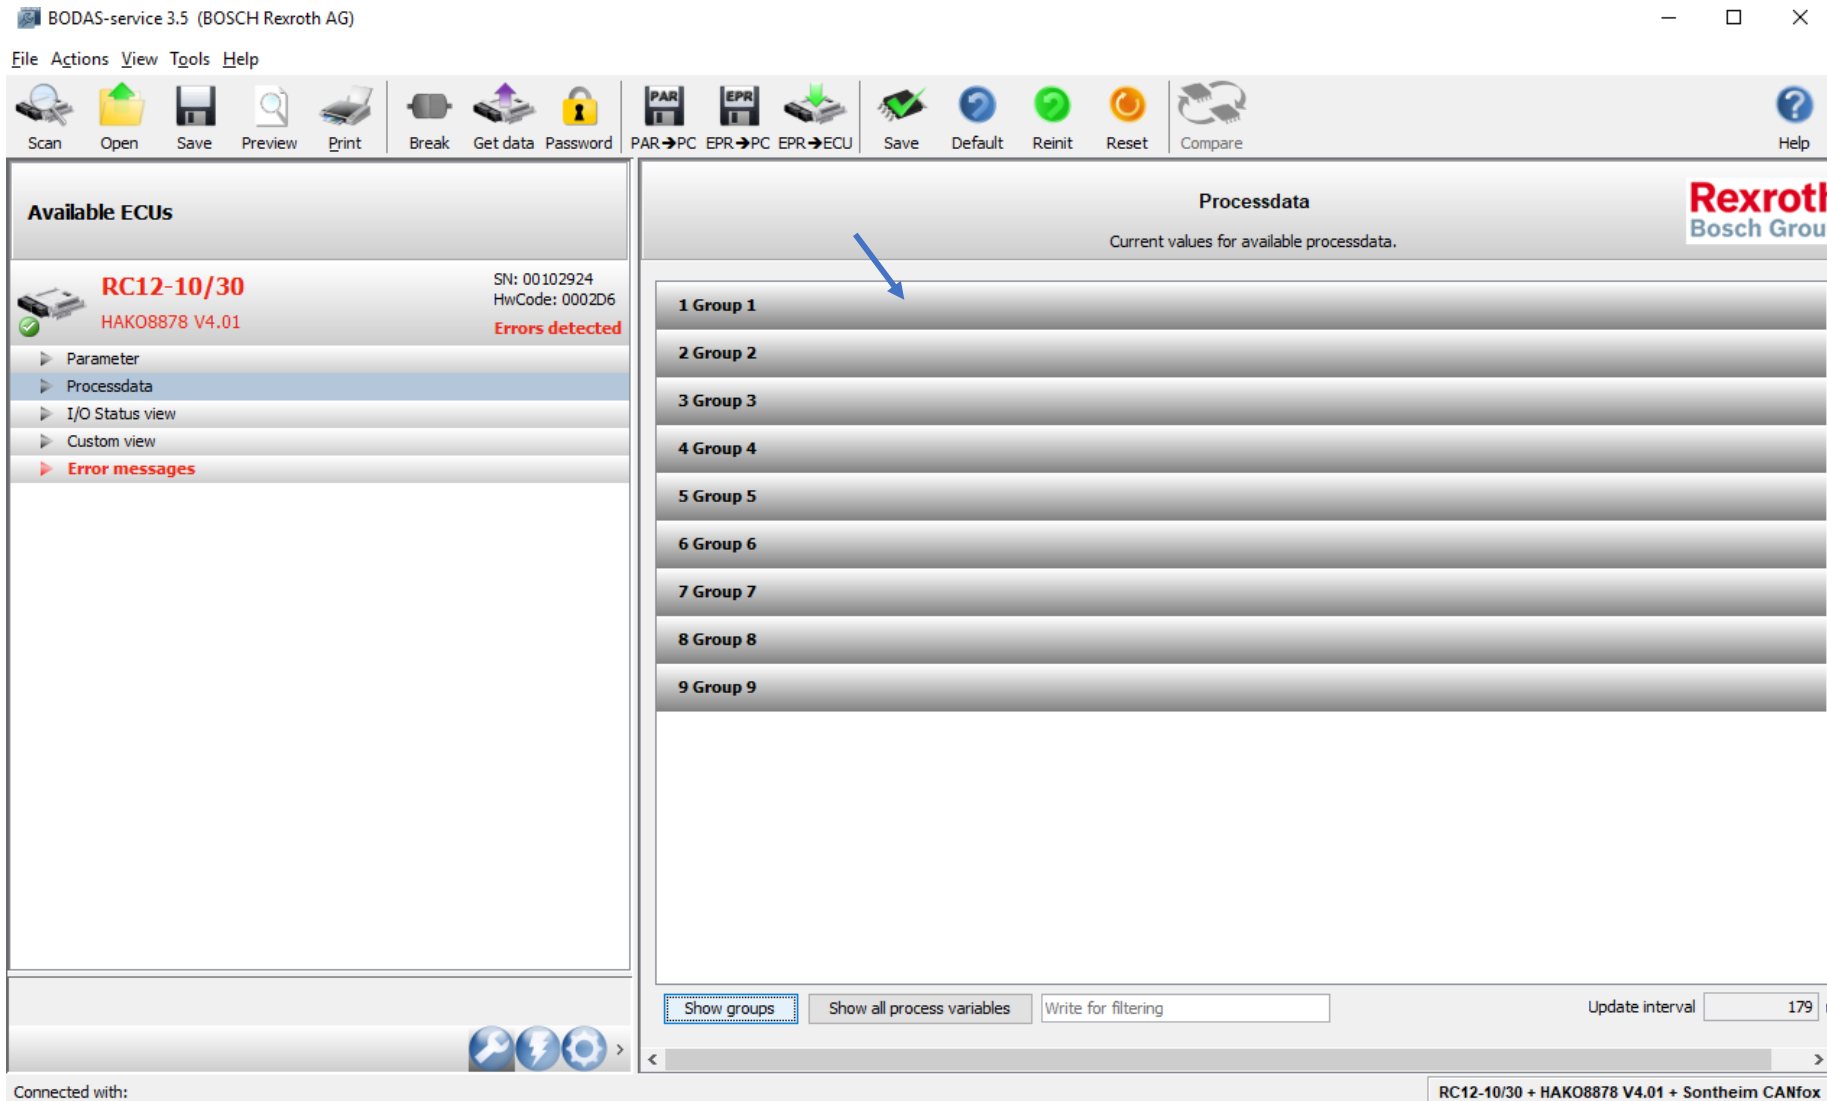 BODAS-service 3.5 (BOSCH Rexroth AG)
File Actions View Tools Help
PAR EPR
Scan Open Save Preview Print Break Get data Password PAR➔PC EPR➔PC EPR➔ECU Save Default Reinit Reset Compare Help
Available ECUs
RC12-10/30
HAKO8878 V4.01
SN: 00102924
HwCode: 0002D6
Errors detected
Parameter
Processdata
I/O Status view
Custom view
Error messages
Processdata
Current values for available processdata.
Rexroth
Bosch Grou
1 Group 1
2 Group 2
3 Group 3
4 Group 4
5 Group 5
6 Group 6
7 Group 7
8 Group 8
9 Group 9
Show groups Show all process variables Write for filtering Update interval 179
Connected with:
RC12-10/30 + HAKO8878 V4.01 + Sontheim CANfox